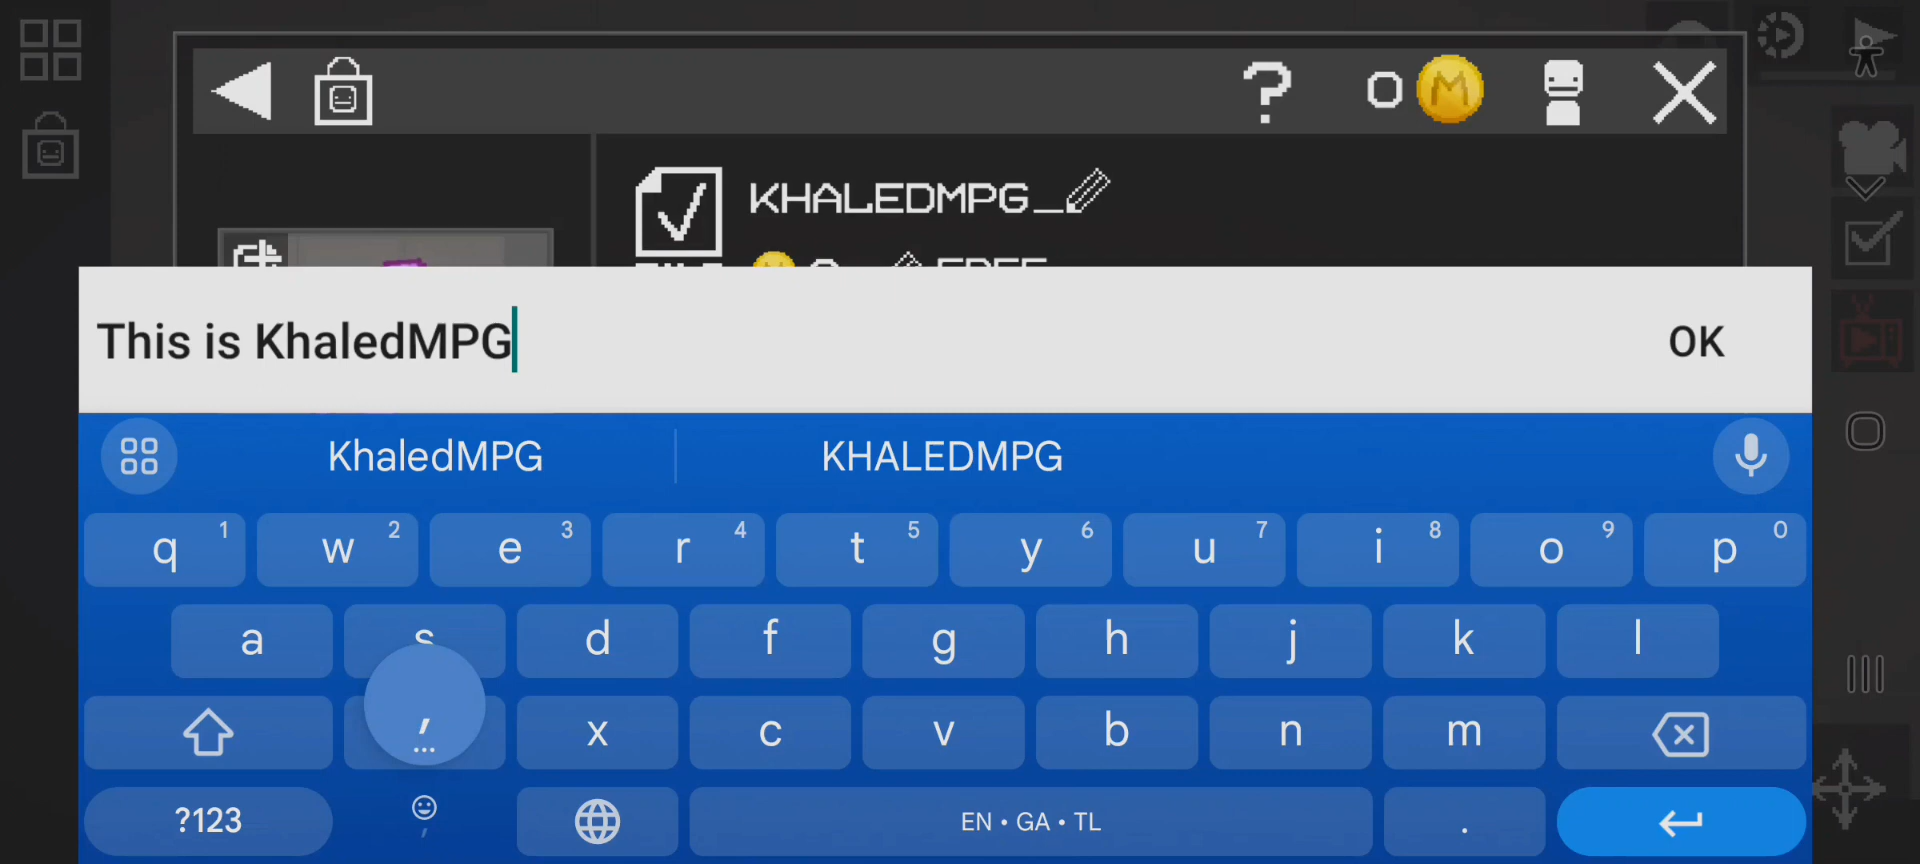 ? 0 M
KHALEDMPG_
This is KhaledMPG
OK
KhaledMPG KHALEDMPG
q 1 w 2 e 3 r 4 t 5 y 6 u 7 i 8 o 9 p 0
a s d f g h j k l
, ... x c v b n m
?123 , EN • GA • TL .